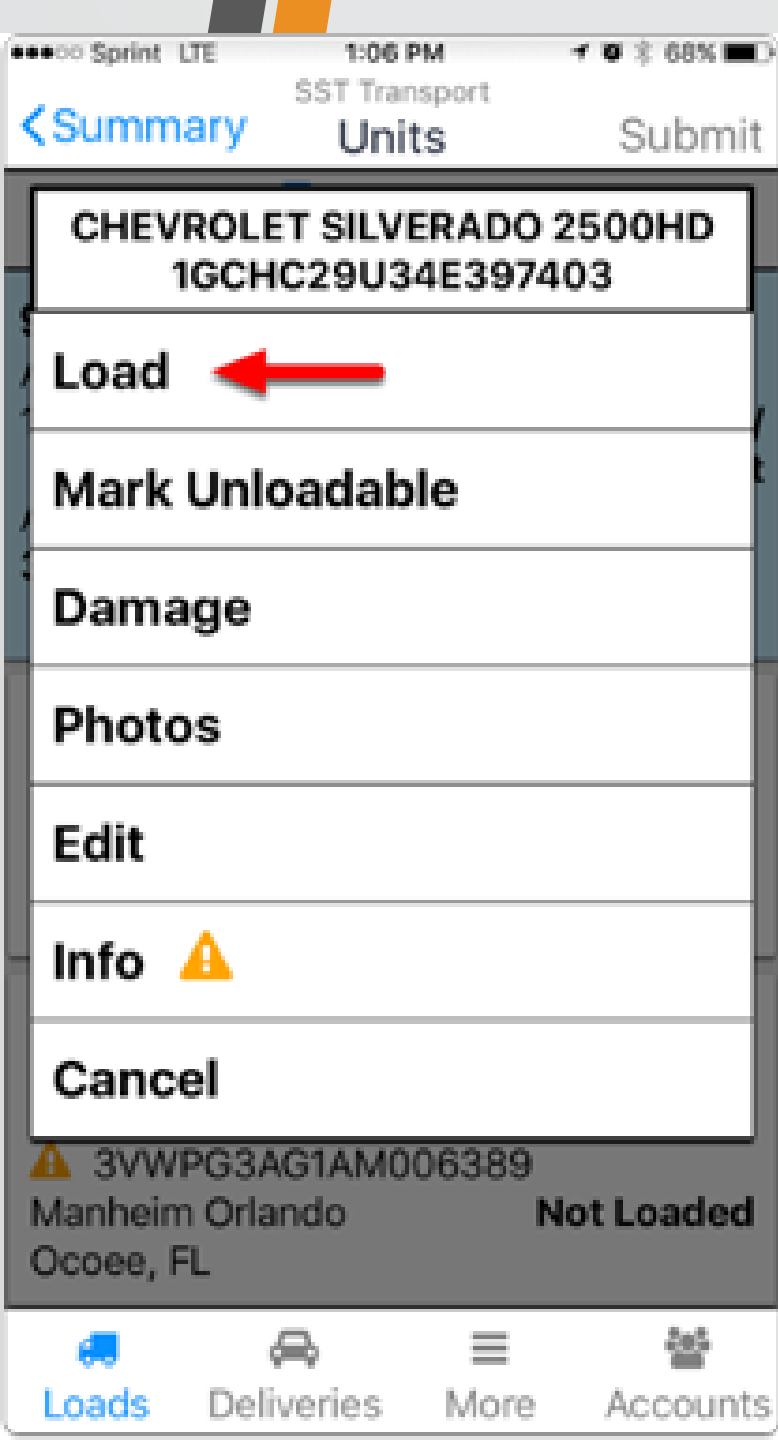 Sprint LTE 1:06 PM 68%
SST Transport
Summary Units Submit
CHEVROLET SILVERADO 2500HD
1GCHC29U34E397403
Load
Mark Unloadable
Damage
Photos
Edit
Info
Cancel
3VWPG3AG1AM006389
Manheim Orlando Not Loaded
Ocoee, FL
Loads Deliveries More Accounts